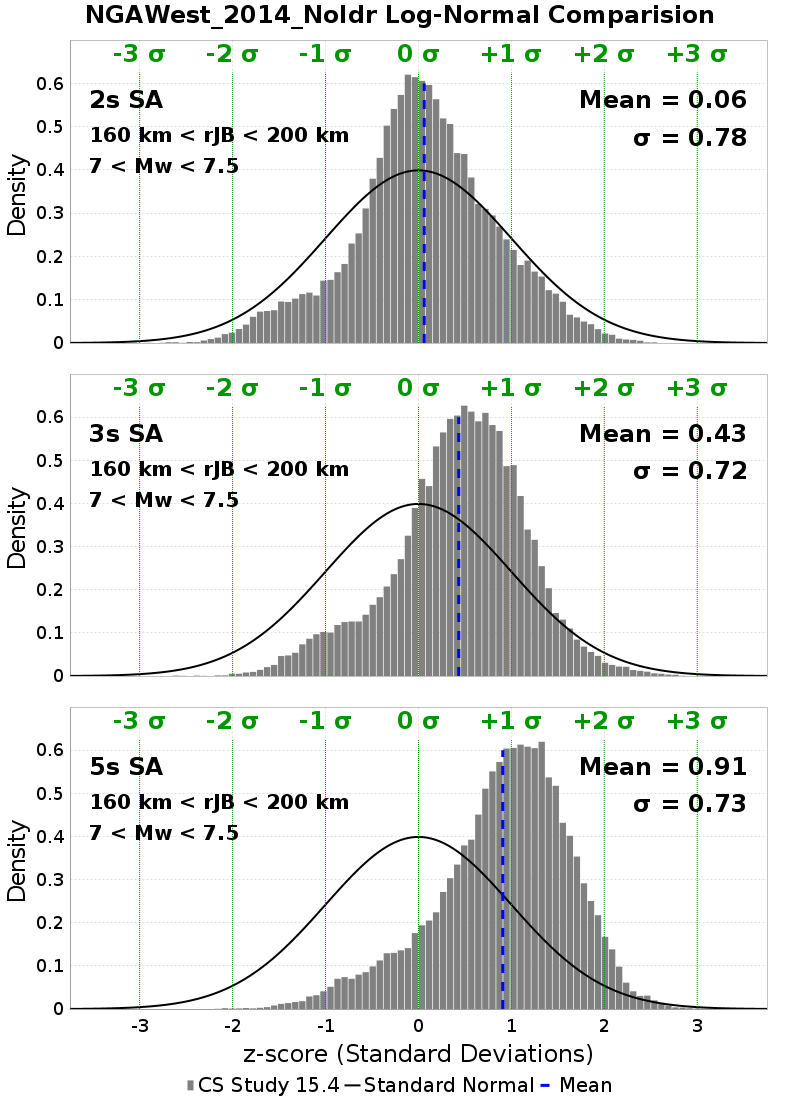 NGAWest_2014_NoIdr Log-Normal Comparision
-3 σ -2 σ -1 σ 0 σ +1 σ +2 σ +3 σ
0.6
2s SA Mean = 0.06
0.5
160 km < rJB < 200 km σ = 0.78
7 < Mw < 7.5
0.4
Density
0.3
0.2
0.1
0
-3 σ -2 σ -1 σ 0 σ +1 σ +2 σ +3 σ
0.6
3s SA Mean = 0.43
0.5
160 km < rJB < 200 km σ = 0.72
7 < Mw < 7.5
0.4
Density
0.3
0.2
0.1
0
-3 σ -2 σ -1 σ 0 σ +1 σ +2 σ +3 σ
0.6
5s SA Mean = 0.91
0.5
160 km < rJB < 200 km σ = 0.73
7 < Mw < 7.5
0.4
Density
0.3
0.2
0.1
0
-3 -2 -1 0 1 2 3
z-score (Standard Deviations)
CS Study 15.4 Standard Normal Mean